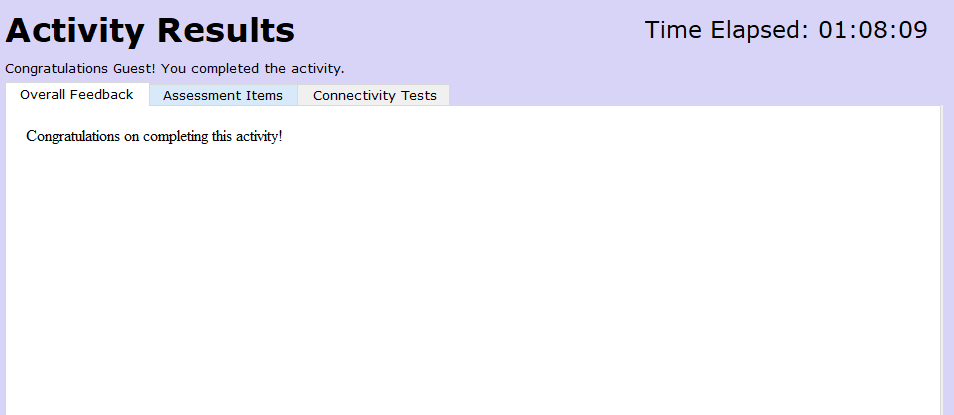 Activity Results
Time Elapsed: 01:08:09
Congratulations Guest! You completed the activity.
Overall Feedback
Assessment Items
Connectivity Tests
Congratulations on completing this activity!